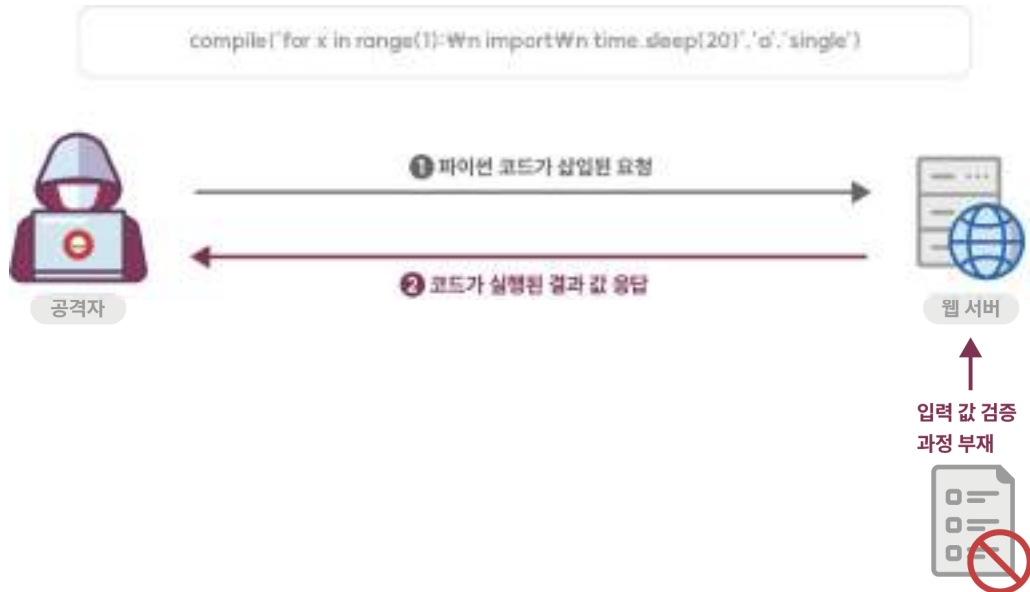 compile('for x in range(1):₩n import₩n time.sleep(20)','a','single')
❶ 파이썬 코드가 삽입된 요청
❷ 코드가 실행된 결과 값 응답
공격자
웹 서버
입력 값 검증
과정 부재